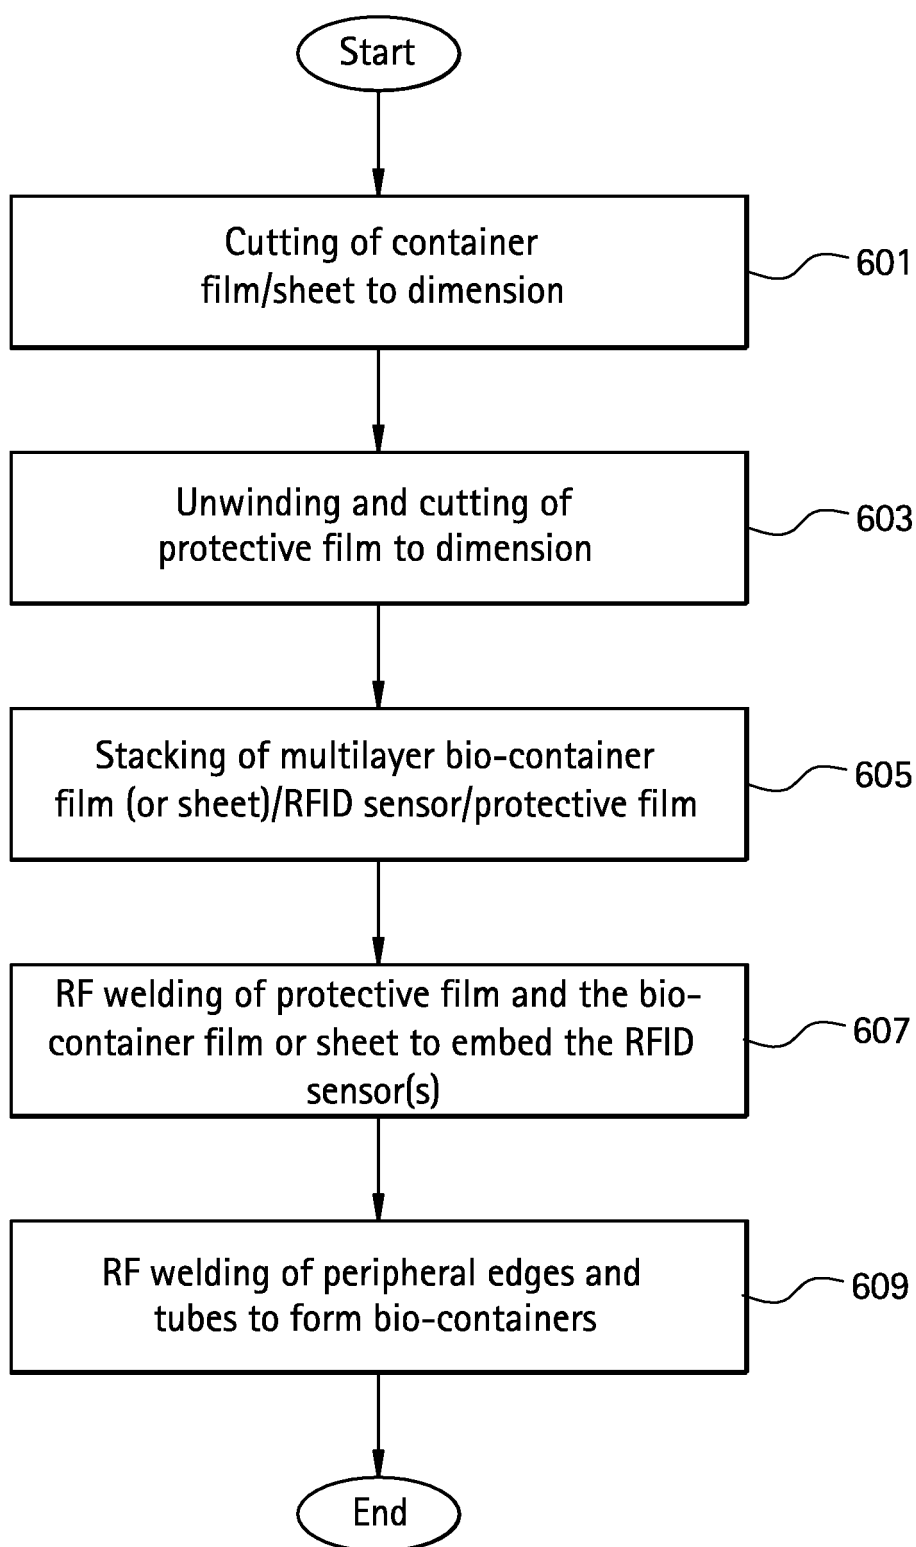 Start
Cutting of container
film/sheet to dimension
601
Unwinding and cutting of
protective film to dimension
603
Stacking of multilayer bio-container
film (or sheet)/RFID sensor/protective film
605
RF welding of protective film and the bio-
container film or sheet to embed the RFID
sensor(s)
607
RF welding of peripheral edges and
tubes to form bio-containers
609
End